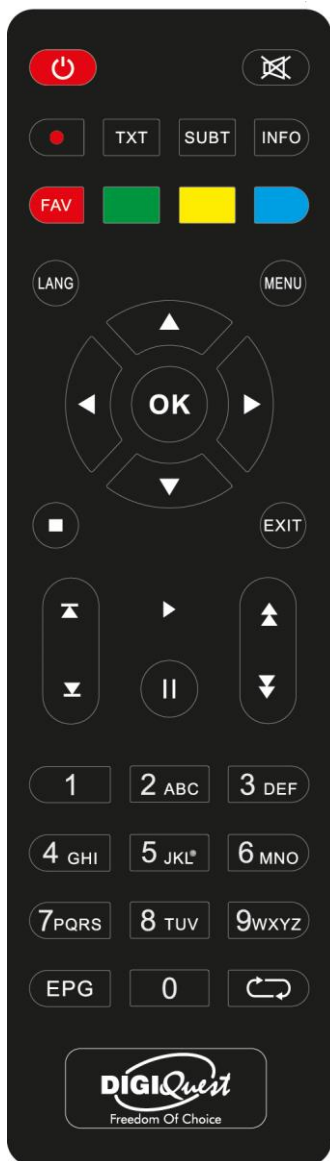 TXT SUBT INFO
FAV
LANG MENU
OK
EXIT
1 2 ABC 3 DEF
4 GHI 5 JKL 6 MNO
7PQRS 8 TUV 9WXYZ
EPG 0
DIGIQuest
Freedom Of Choice